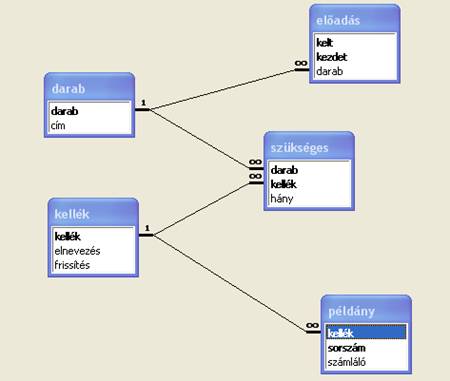 előadás
kelt
kezdet
darab
darab
darab
cím
1
∞
szükséges
darab
kellék
hány
∞
∞
kellék
kellék
elnevezés
frissítés
1
példány
kellék
sorszám
számláló
∞